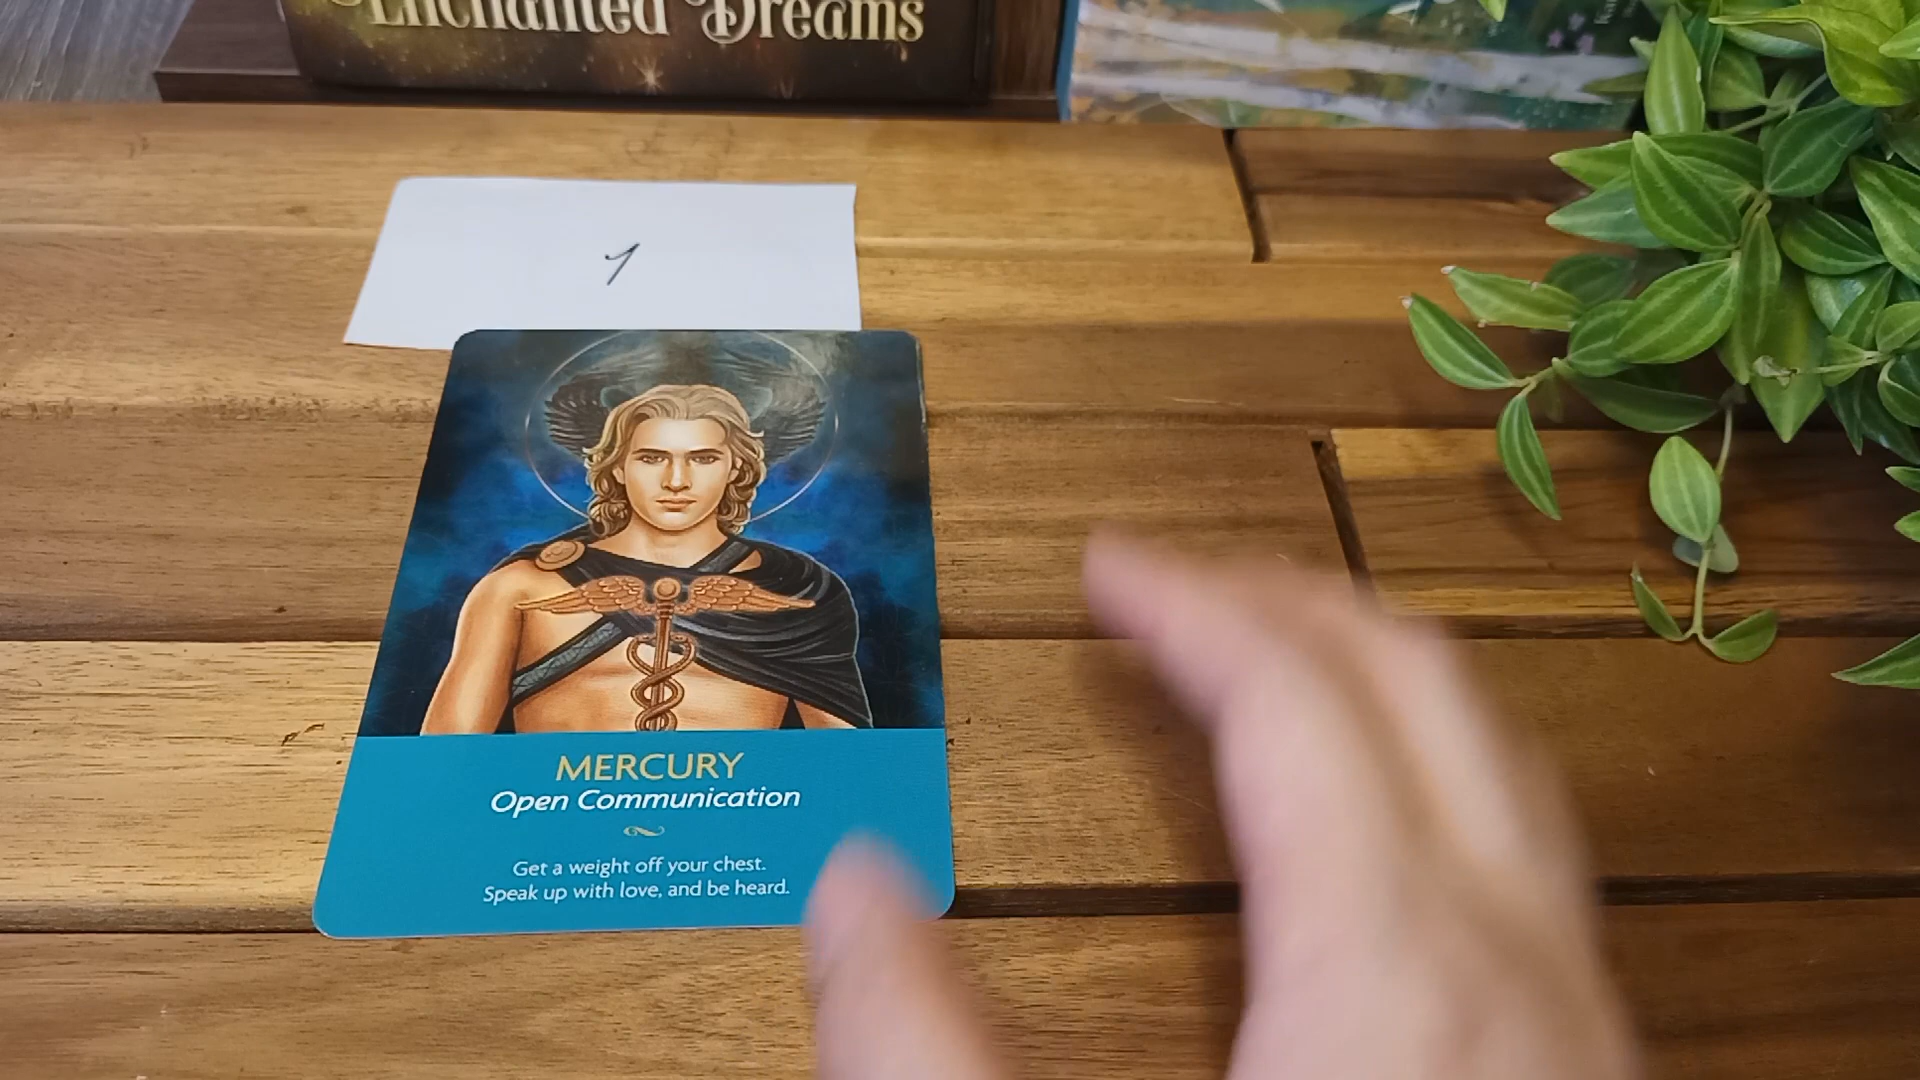 Enchanted Dreams
1
MERCURY
Open Communication
Get a weight off your chest.
Speak up with love, and be heard.